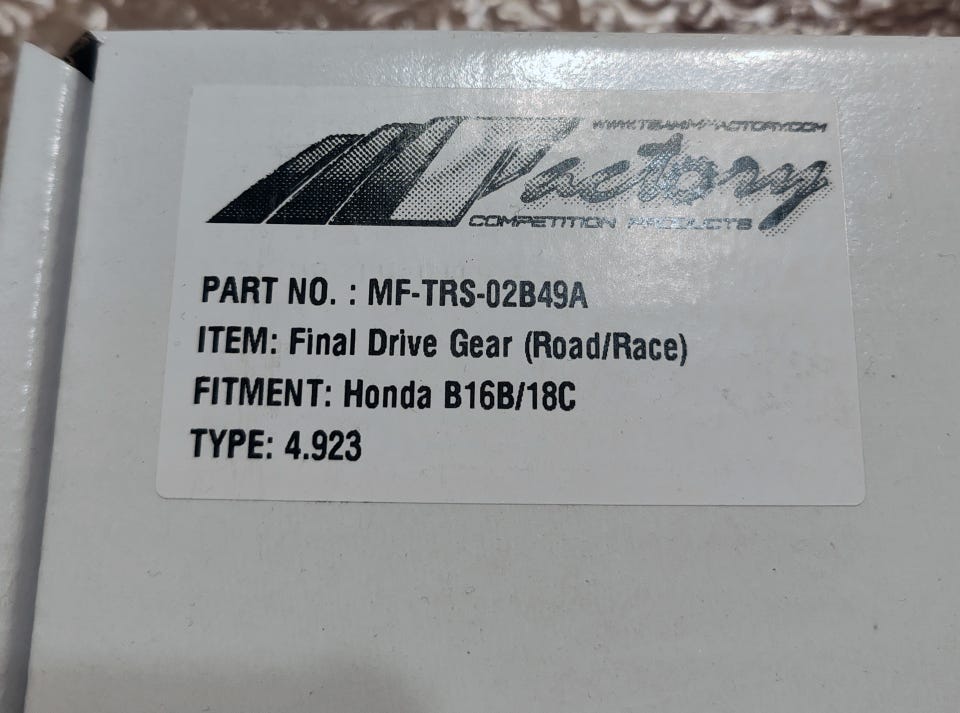 WWW.TEAMMFACTORY.COM
MFactory
COMPETITION PRODUCTS
PART NO. : MF-TRS-02B49A
ITEM: Final Drive Gear (Road/Race)
FITMENT: Honda B16B/18C
TYPE: 4.923